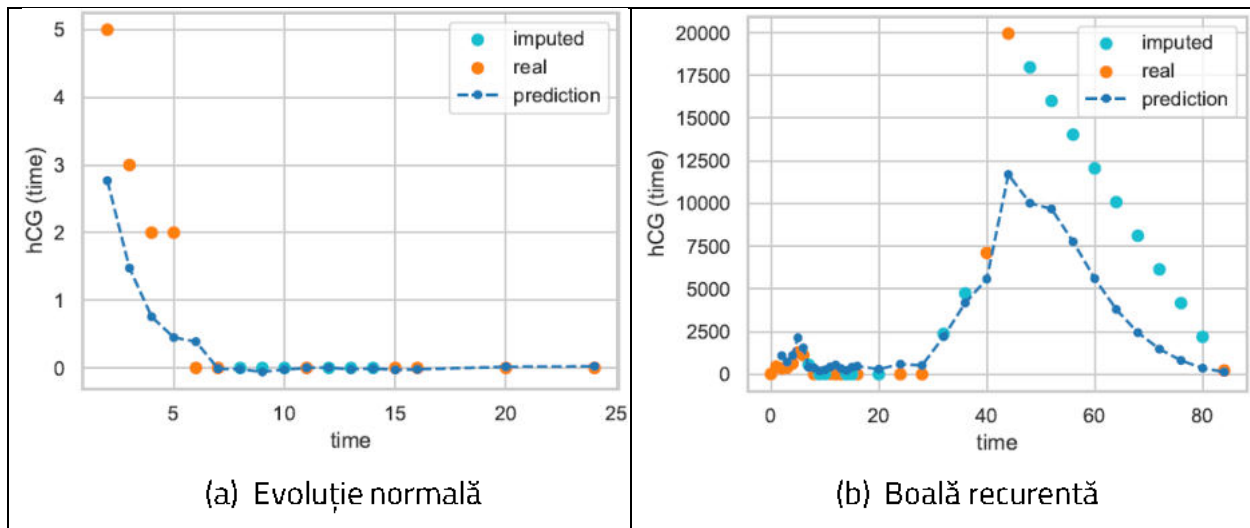 5
4
3
2
1
0
hCG (time)
imputed
real
prediction
5
10
15
20
25
time
(a) Evoluție normală
20000
17500
15000
12500
10000
7500
5000
2500
0
hCG (time)
imputed
real
prediction
0
20
40
60
80
time
(b) Boală recurentă